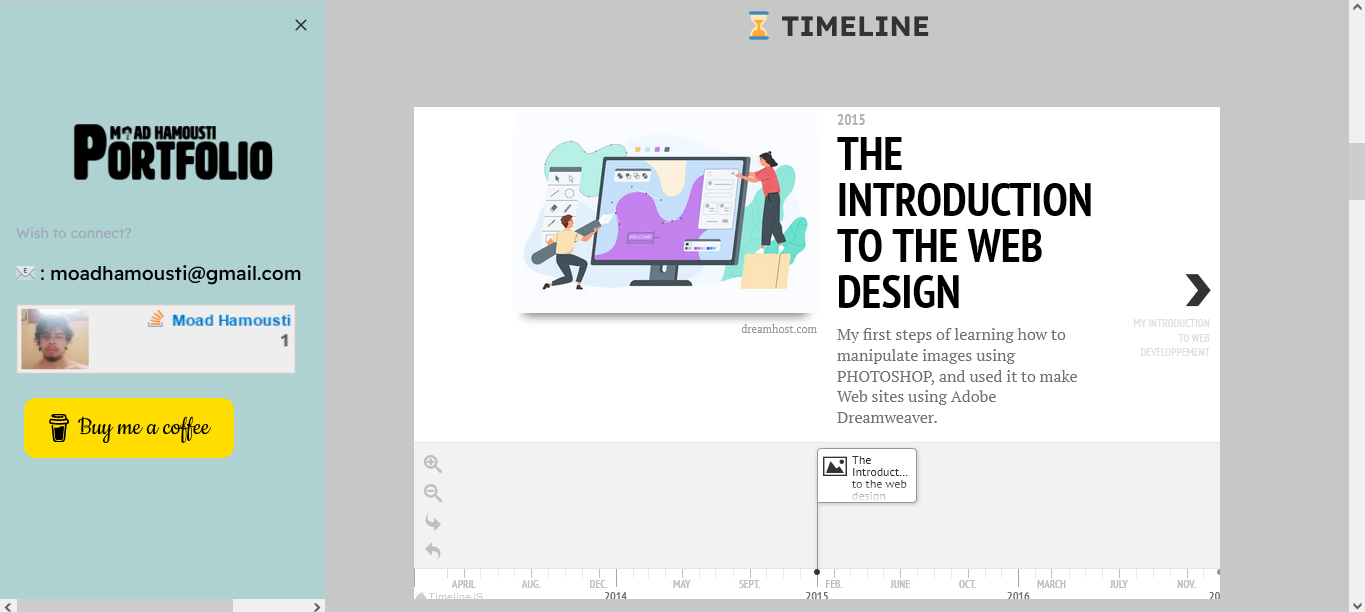 MOAD HAMOUSTI
PORTFOLIO
Wish to connect?
: moadhamousti@gmail.com
Moad Hamousti
1
Buy me a coffee
TIMELINE
WELCOME
dreamhost.com
2015
THE
INTRODUCTION
TO THE WEB
DESIGN
My first steps of learning how to
manipulate images using
PHOTOSHOP, and used it to make
Web sites using Adobe
Dreamweaver.
MY INTRODUCTION
TO WEB
DEVELOPPEMENT
The
Introduct...
to the web
design
APRIL AUG. DEC. MAY SEPT. FEB. JUNE OCT. MARCH JULY NOV.
2014 2015 2016
TimelineJS